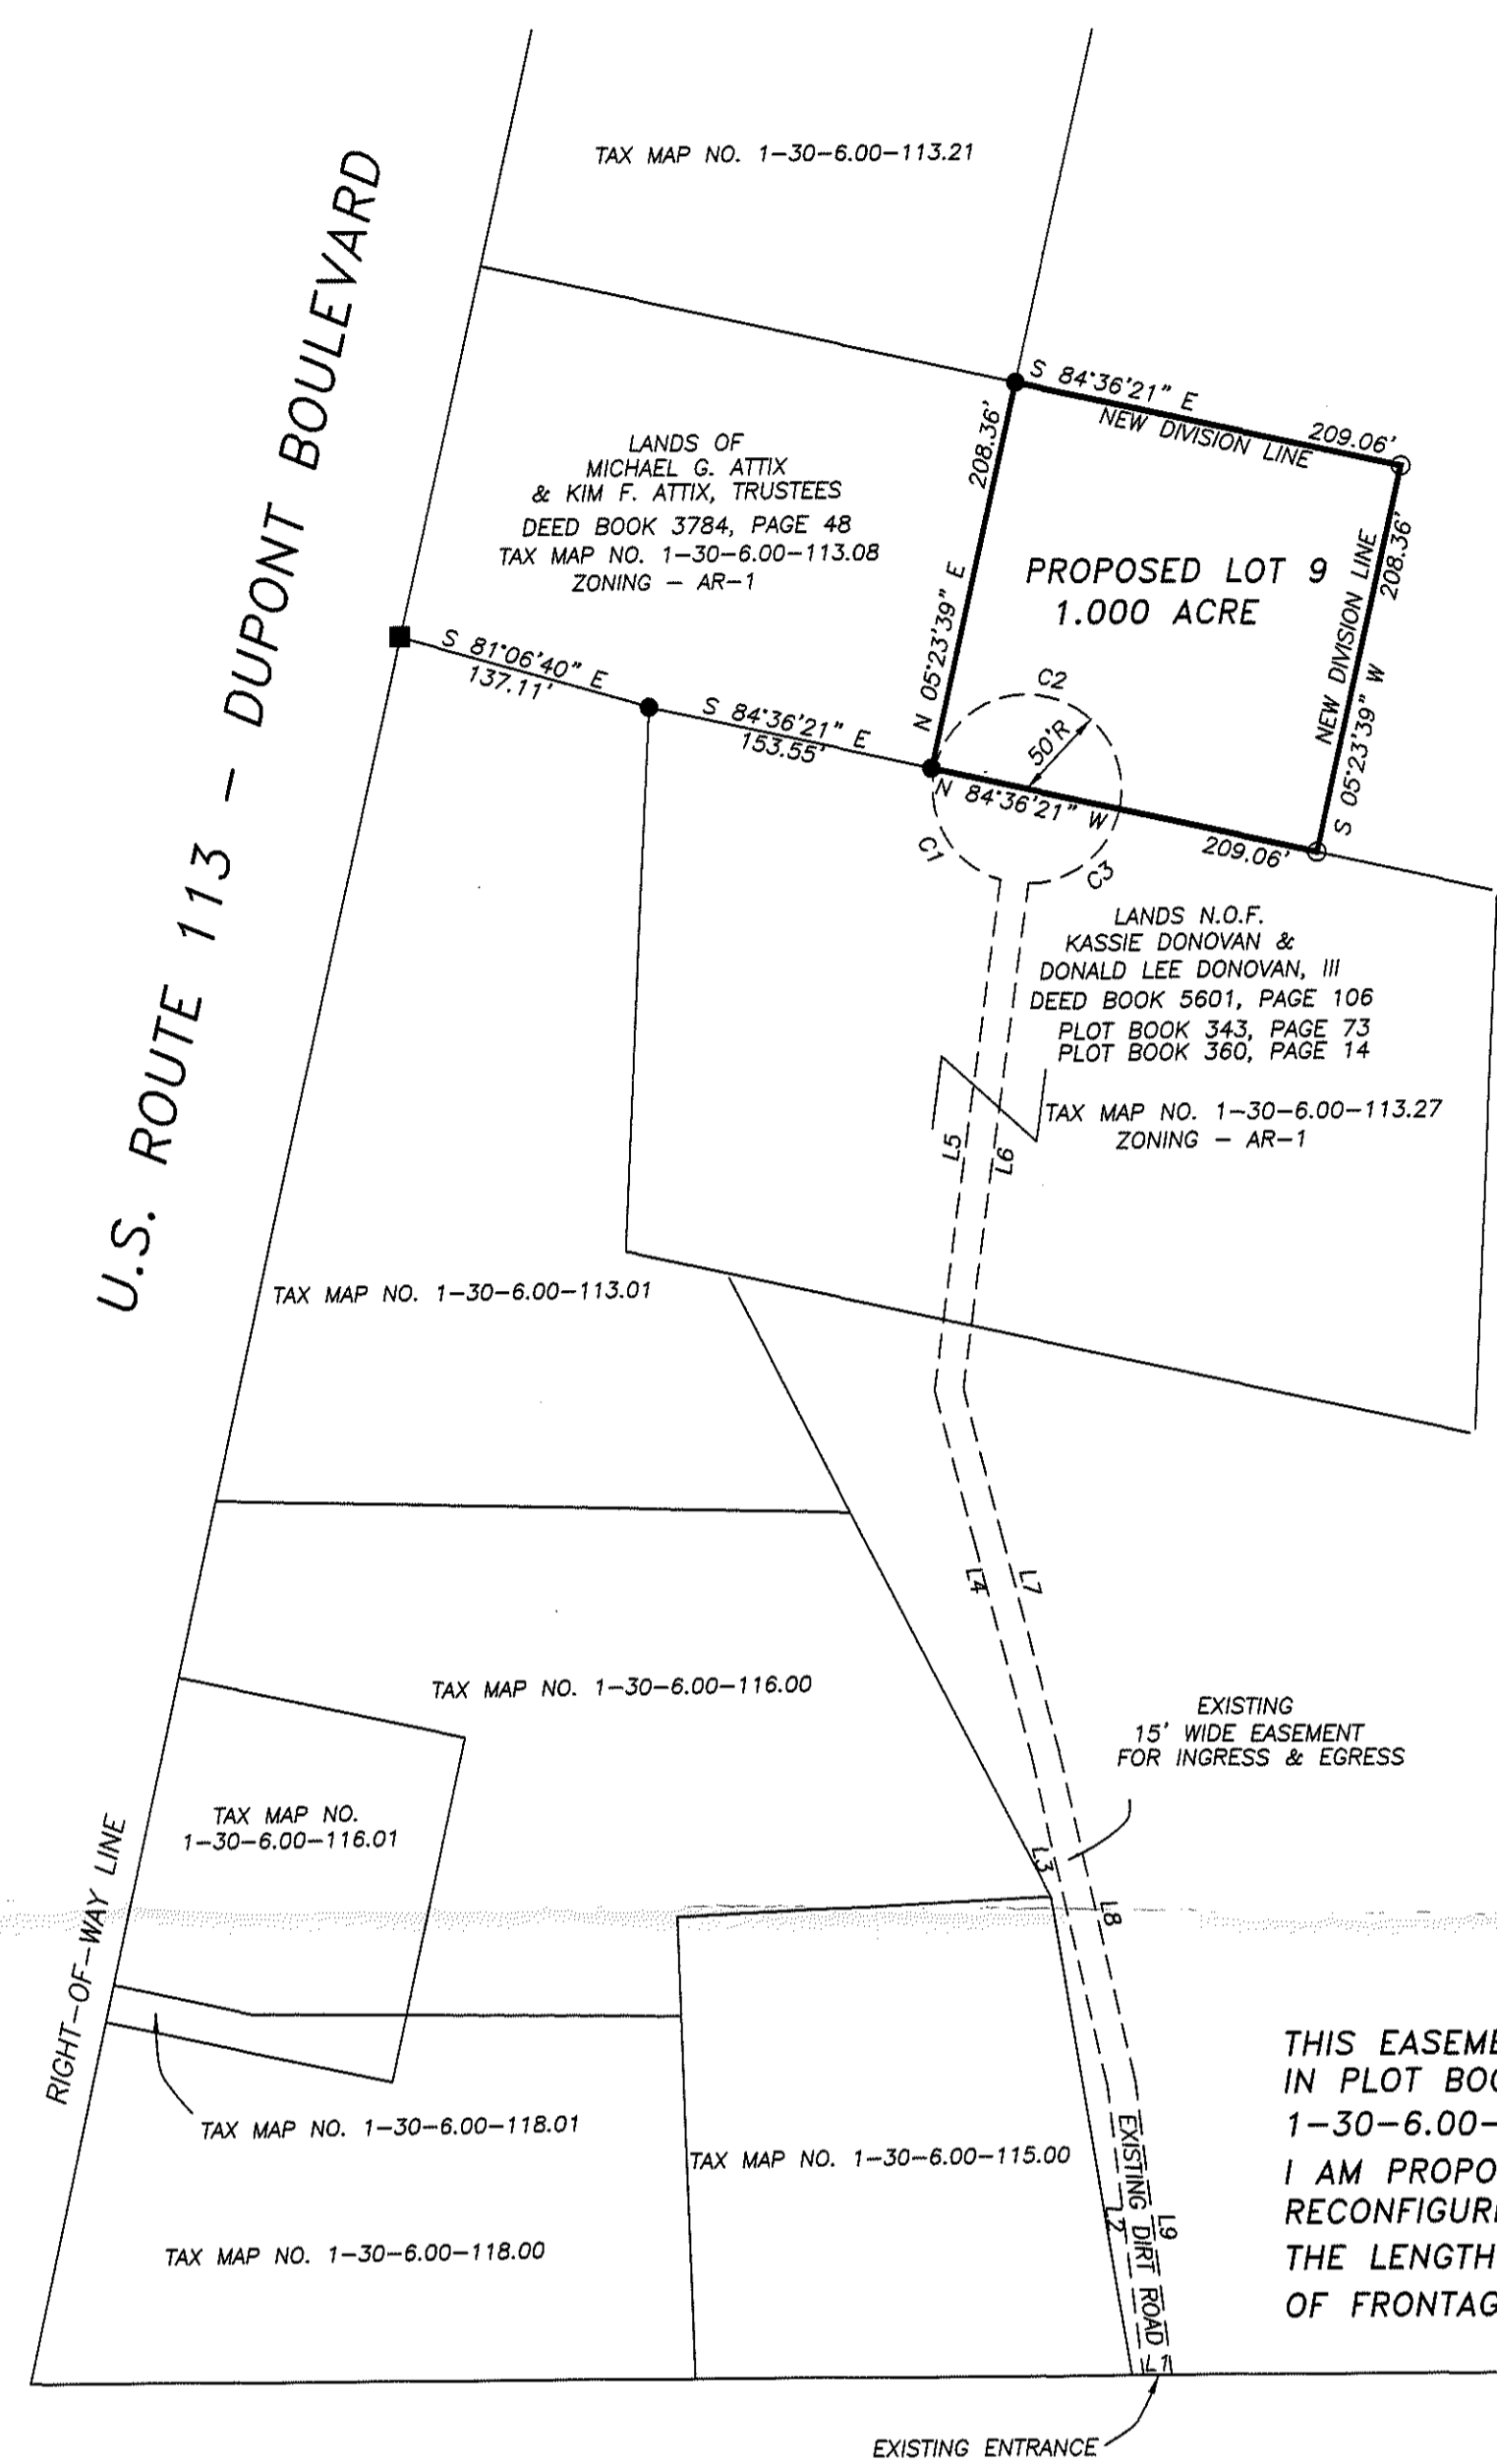 TAX MAP NO. 1-30-6.00-113.21
U.S. ROUTE 113 - DUPONT BOULEVARD
S 84°36'21" E
209.06'
NEW DIVISION LINE
208.36'
N 05°23'39" E
LANDS OF
MICHAEL G. ATTIX
& KIM F. ATTIX, TRUSTEES
DEED BOOK 3784, PAGE 48
TAX MAP NO. 1-30-6.00-113.08
ZONING - AR-1
PROPOSED LOT 9
1.000 ACRE
NEW DIVISION LINE
208.36'
S 05°23'39" W
S 81°06'40" E
137.11'
S 84°36'21" E
153.55'
C2
50'R
N 84°36'21" W
209.06'
C1
C3
LANDS N.O.F.
KASSIE DONOVAN &
DONALD LEE DONOVAN, III
DEED BOOK 5601, PAGE 106
PLOT BOOK 343, PAGE 73
PLOT BOOK 360, PAGE 14
TAX MAP NO. 1-30-6.00-113.27
ZONING - AR-1
L5
L6
TAX MAP NO. 1-30-6.00-113.01
L4
L7
TAX MAP NO. 1-30-6.00-116.00
EXISTING
15' WIDE EASEMENT
FOR INGRESS & EGRESS
TAX MAP NO.
1-30-6.00-116.01
L3
L8
RIGHT-OF-WAY LINE
THIS EASEME
IN PLOT BOO
1-30-6.00-
I AM PROPO
RECONFIGUR
THE LENGTH
OF FRONTAG
TAX MAP NO. 1-30-6.00-118.01
TAX MAP NO. 1-30-6.00-115.00
EXISTING DIRT ROAD
L2
L9
TAX MAP NO. 1-30-6.00-118.00
L1
EXISTING ENTRANCE